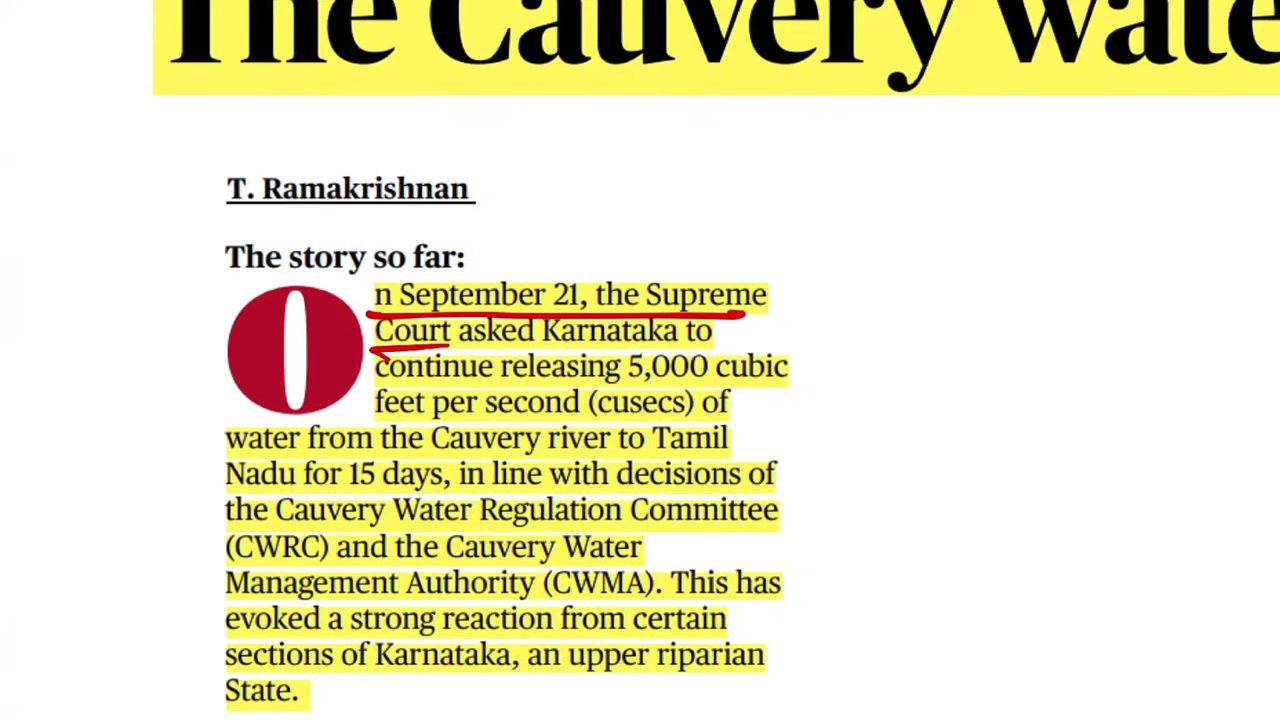 The Cauvery wate
T. Ramakrishnan
The story so far:
On September 21, the Supreme
Court asked Karnataka to
continue releasing 5,000 cubic
feet per second (cusecs) of
water from the Cauvery river to Tamil
Nadu for 15 days, in line with decisions of
the Cauvery Water Regulation Committee
(CWRC) and the Cauvery Water
Management Authority (CWMA). This has
evoked a strong reaction from certain
sections of Karnataka, an upper riparian
State.